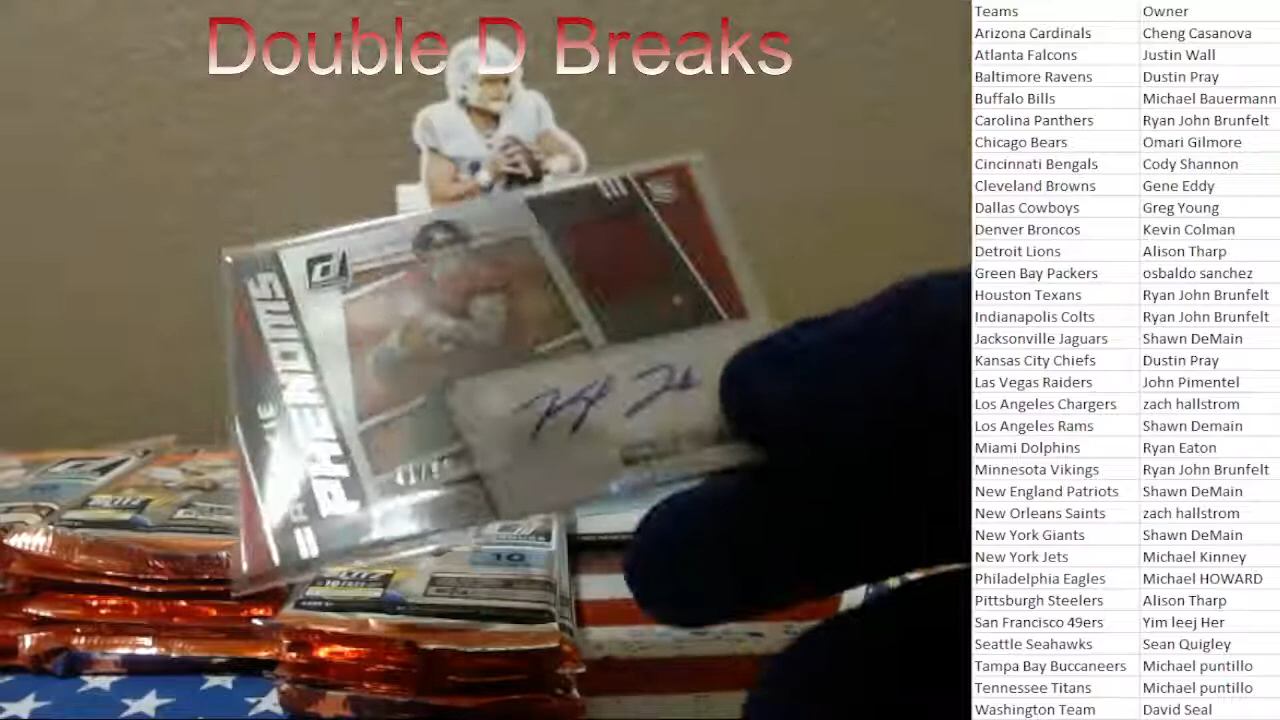 Double D Breaks
PHENOMS
10
Teams Owner
Arizona Cardinals Cheng Casanova
Atlanta Falcons Justin Wall
Baltimore Ravens Dustin Pray
Buffalo Bills Michael Bauermann
Carolina Panthers Ryan John Brunfelt
Chicago Bears Omari Gilmore
Cincinnati Bengals Cody Shannon
Cleveland Browns Gene Eddy
Dallas Cowboys Greg Young
Denver Broncos Kevin Colman
Detroit Lions Alison Tharp
Green Bay Packers osbaldo sanchez
Houston Texans Ryan John Brunfelt
Indianapolis Colts Ryan John Brunfelt
Jacksonville Jaguars Shawn DeMain
Kansas City Chiefs Dustin Pray
Las Vegas Raiders John Pimentel
Los Angeles Chargers zach hallstrom
Los Angeles Rams Shawn Demain
Miami Dolphins Ryan Eaton
Minnesota Vikings Ryan John Brunfelt
New England Patriots Shawn DeMain
New Orleans Saints zach hallstrom
New York Giants Shawn DeMain
New York Jets Michael Kinney
Philadelphia Eagles Michael HOWARD
Pittsburgh Steelers Alison Tharp
San Francisco 49ers Yim leej Her
Seattle Seahawks Sean Quigley
Tampa Bay Buccaneers Michael puntillo
Tennessee Titans Michael puntillo
Washington Team David Seal